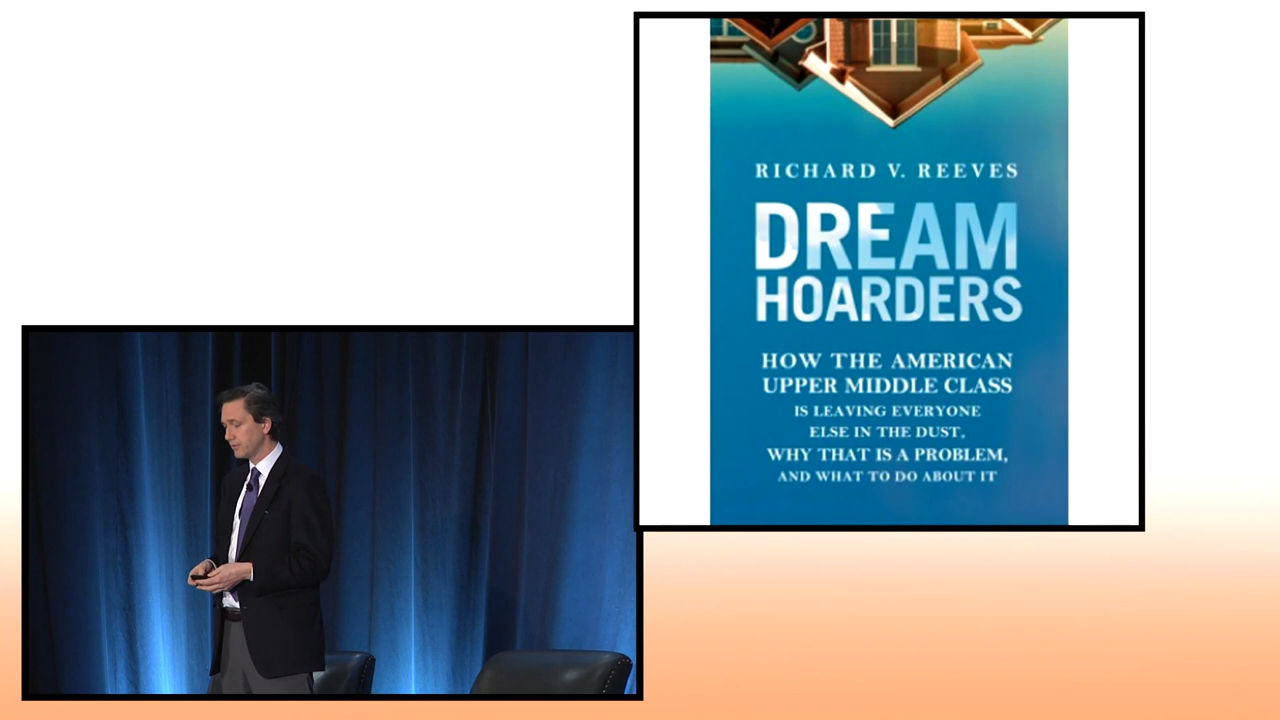 RICHARD V. REEVES
DREAM
HOARDERS
HOW THE AMERICAN
UPPER MIDDLE CLASS
IS LEAVING EVERYONE
ELSE IN THE DUST,
WHY THAT IS A PROBLEM,
AND WHAT TO DO ABOUT IT